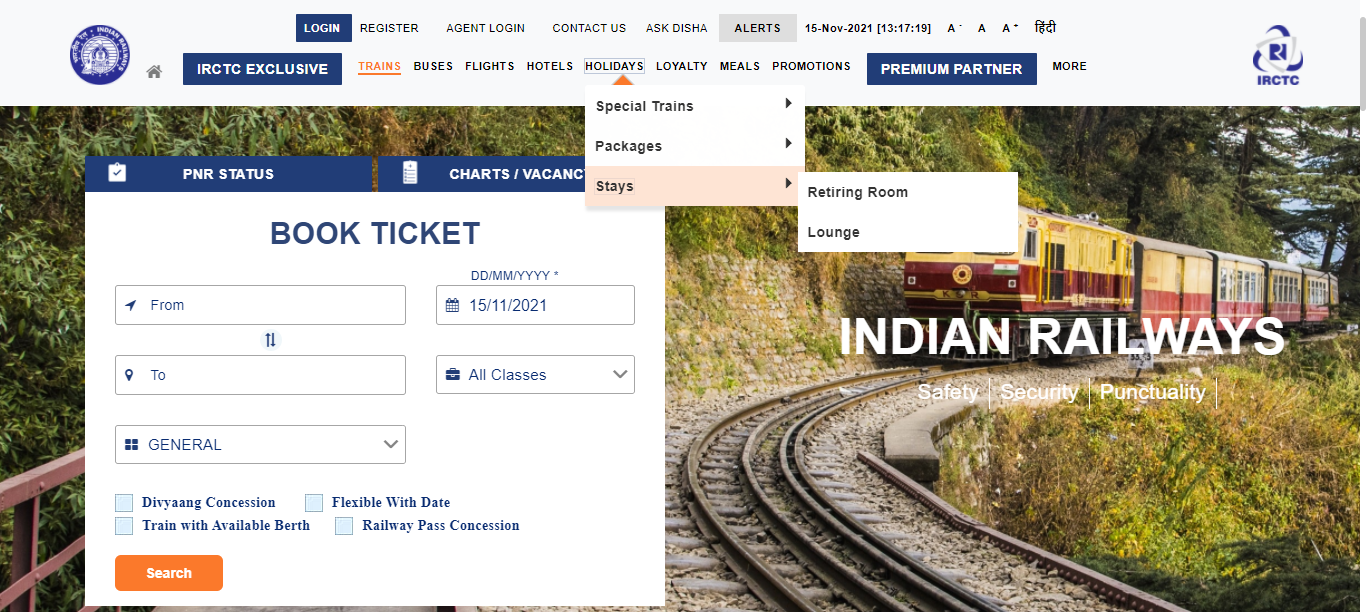 LOGIN REGISTER AGENT LOGIN CONTACT US ASK DISHA ALERTS 15-Nov-2021 [13:17:19] A- A A+ हिंदी
IRCTC EXCLUSIVE TRAINS BUSES FLIGHTS HOTELS HOLIDAYS LOYALTY MEALS PROMOTIONS PREMIUM PARTNER MORE
INDIAN RAILWAYS
IRCTC
Special Trains
Packages
Stays
Retiring Room
Lounge
PNR STATUS
CHARTS / VACANC
BOOK TICKET
DD/MM/YYYY *
From
15/11/2021
To
All Classes
GENERAL
Divyaang Concession Flexible With Date
Train with Available Berth Railway Pass Concession
Search
INDIAN RAILWAYS
Safety Security Punctuality